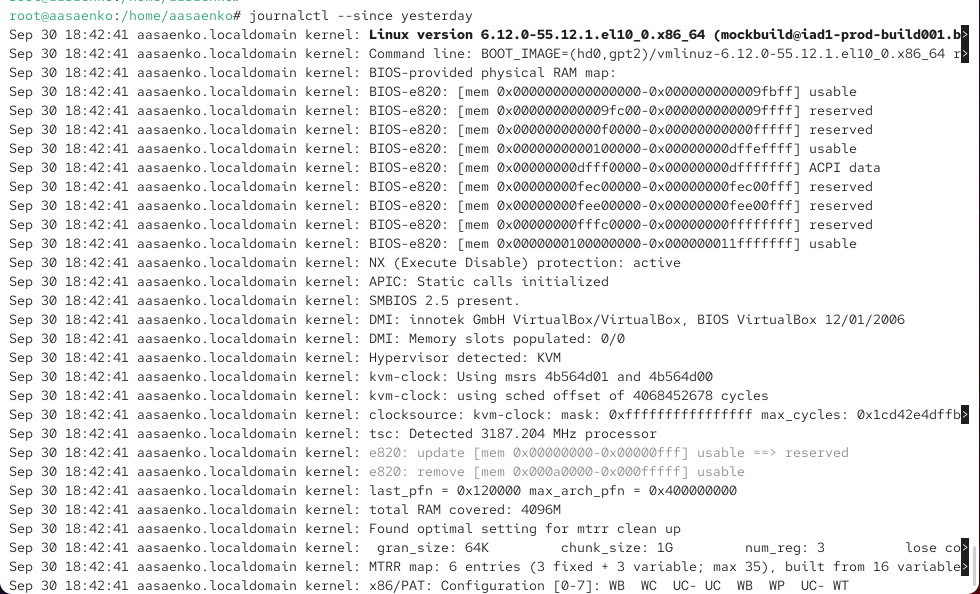 root@aasaenko:/home/aasaenko# journalctl --since yesterday
Sep 30 18:42:41 aasaenko.localdomain kernel: Linux version 6.12.0-55.12.1.el10_0.x86_64 (mockbuild@iad1-prod-build001.b>
Sep 30 18:42:41 aasaenko.localdomain kernel: Command line: BOOT_IMAGE=(hd0,gpt2)/vmlinuz-6.12.0-55.12.1.el10_0.x86_64 r>
Sep 30 18:42:41 aasaenko.localdomain kernel: BIOS-provided physical RAM map:
Sep 30 18:42:41 aasaenko.localdomain kernel: BIOS-e820: [mem 0x0000000000000000-0x000000000009fbff] usable
Sep 30 18:42:41 aasaenko.localdomain kernel: BIOS-e820: [mem 0x000000000009fc00-0x000000000009ffff] reserved
Sep 30 18:42:41 aasaenko.localdomain kernel: BIOS-e820: [mem 0x00000000000f0000-0x00000000000fffff] reserved
Sep 30 18:42:41 aasaenko.localdomain kernel: BIOS-e820: [mem 0x0000000000100000-0x00000000dffeffff] usable
Sep 30 18:42:41 aasaenko.localdomain kernel: BIOS-e820: [mem 0x00000000dfff0000-0x00000000dfffffff] ACPI data
Sep 30 18:42:41 aasaenko.localdomain kernel: BIOS-e820: [mem 0x00000000fec00000-0x00000000fec00fff] reserved
Sep 30 18:42:41 aasaenko.localdomain kernel: BIOS-e820: [mem 0x00000000fee00000-0x00000000fee00fff] reserved
Sep 30 18:42:41 aasaenko.localdomain kernel: BIOS-e820: [mem 0x00000000fffc0000-0x00000000ffffffff] reserved
Sep 30 18:42:41 aasaenko.localdomain kernel: BIOS-e820: [mem 0x0000000100000000-0x000000011fffffff] usable
Sep 30 18:42:41 aasaenko.localdomain kernel: NX (Execute Disable) protection: active
Sep 30 18:42:41 aasaenko.localdomain kernel: APIC: Static calls initialized
Sep 30 18:42:41 aasaenko.localdomain kernel: SMBIOS 2.5 present.
Sep 30 18:42:41 aasaenko.localdomain kernel: DMI: innotek GmbH VirtualBox/VirtualBox, BIOS VirtualBox 12/01/2006
Sep 30 18:42:41 aasaenko.localdomain kernel: DMI: Memory slots populated: 0/0
Sep 30 18:42:41 aasaenko.localdomain kernel: Hypervisor detected: KVM
Sep 30 18:42:41 aasaenko.localdomain kernel: kvm-clock: Using msrs 4b564d01 and 4b564d00
Sep 30 18:42:41 aasaenko.localdomain kernel: kvm-clock: using sched offset of 4068452678 cycles
Sep 30 18:42:41 aasaenko.localdomain kernel: clocksource: kvm-clock: mask: 0xffffffffffffffff max_cycles: 0x1cd42e4dffb>
Sep 30 18:42:41 aasaenko.localdomain kernel: tsc: Detected 3187.204 MHz processor
Sep 30 18:42:41 aasaenko.localdomain kernel: e820: update [mem 0x00000000-0x00000fff] usable ==> reserved
Sep 30 18:42:41 aasaenko.localdomain kernel: e820: remove [mem 0x000a0000-0x000fffff] usable
Sep 30 18:42:41 aasaenko.localdomain kernel: last_pfn = 0x120000 max_arch_pfn = 0x400000000
Sep 30 18:42:41 aasaenko.localdomain kernel: total RAM covered: 4096M
Sep 30 18:42:41 aasaenko.localdomain kernel: Found optimal setting for mtrr clean up
Sep 30 18:42:41 aasaenko.localdomain kernel:  gran_size: 64K         chunk_size: 1G         num_reg: 3          lose co>
Sep 30 18:42:41 aasaenko.localdomain kernel: MTRR map: 6 entries (3 fixed + 3 variable; max 35), built from 16 variable>
Sep 30 18:42:41 aasaenko.localdomain kernel: x86/PAT: Configuration [0-7]: WB  WC  UC- UC  WB  WP  UC- WT